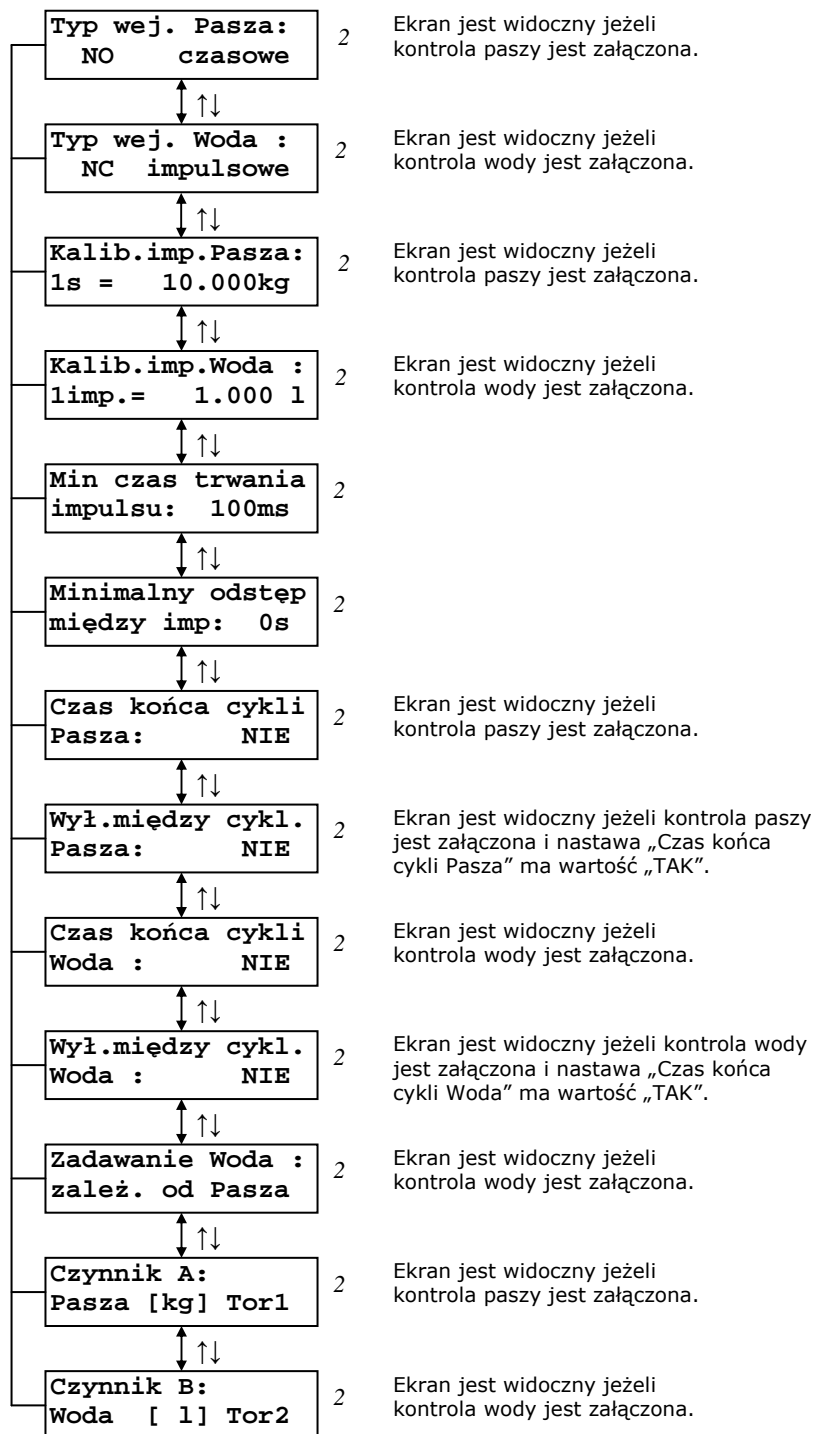 Typ wej. Pasza:
NO czasowe
2
Ekran jest widoczny jeżeli
kontrola paszy jest załączona.
↑↓
Typ wej. Woda :
NC impulsowe
2
Ekran jest widoczny jeżeli
kontrola wody jest załączona.
↑↓
Kalib.imp.Pasza:
1s = 10.000kg
2
Ekran jest widoczny jeżeli
kontrola paszy jest załączona.
↑↓
Kalib.imp.Woda :
1imp.= 1.000 l
2
Ekran jest widoczny jeżeli
kontrola wody jest załączona.
↑↓
Min czas trwania
impulsu: 100ms
2
↑↓
Minimalny odstęp
między imp: 0s
2
↑↓
Czas końca cykli
Pasza: NIE
2
Ekran jest widoczny jeżeli
kontrola paszy jest załączona.
↑↓
Wył.między cykl.
Pasza: NIE
2
Ekran jest widoczny jeżeli kontrola paszy
jest załączona i nastawa „Czas końca
cykli Pasza” ma wartość „TAK”.
↑↓
Czas końca cykli
Woda : NIE
2
Ekran jest widoczny jeżeli
kontrola wody jest załączona.
↑↓
Wył.między cykl.
Woda : NIE
2
Ekran jest widoczny jeżeli kontrola wody
jest załączona i nastawa „Czas końca
cykli Woda” ma wartość „TAK”.
↑↓
Zadawanie Woda :
zależ. od Pasza
2
Ekran jest widoczny jeżeli
kontrola wody jest załączona.
↑↓
Czynnik A:
Pasza [kg] Tor1
2
Ekran jest widoczny jeżeli
kontrola paszy jest załączona.
↑↓
Czynnik B:
Woda [ l] Tor2
2
Ekran jest widoczny jeżeli
kontrola wody jest załączona.